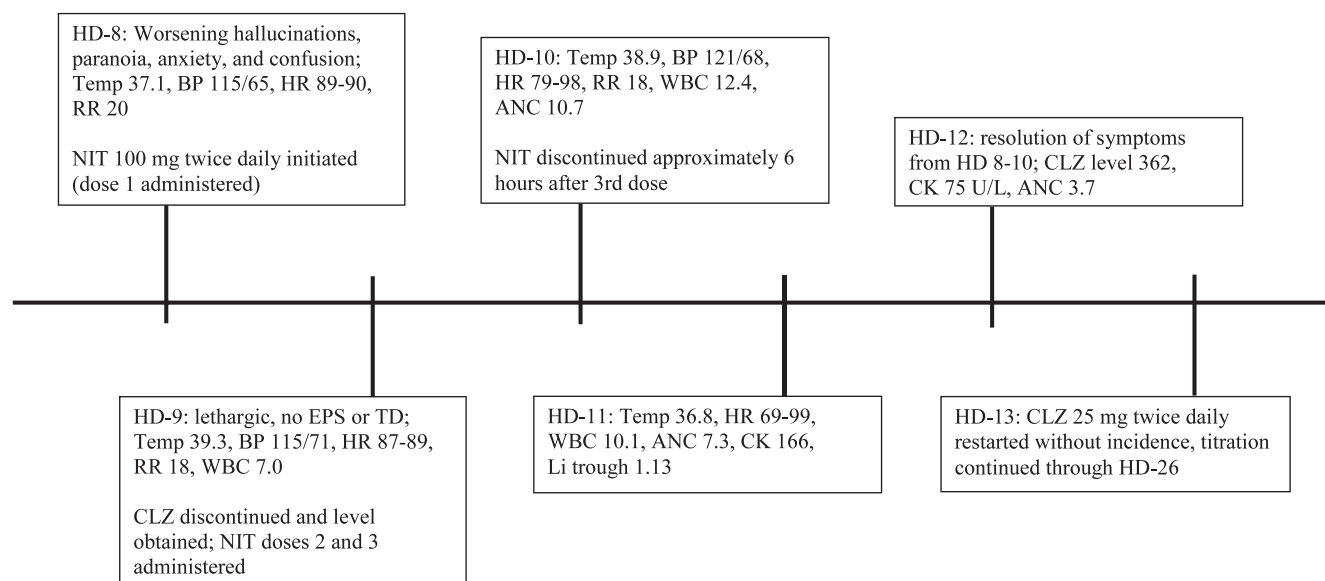 HD-8: Worsening hallucinations,
paranoia, anxiety, and confusion;
Temp 37.1, BP 115/65, HR 89-90,
RR 20
NIT 100 mg twice daily initiated
(dose 1 administered)
HD-9: lethargic, no EPS or TD;
Temp 39.3, BP 115/71, HR 87-89,
RR 18, WBC 7.0
CLZ discontinued and level
obtained; NIT doses 2 and 3
administered
HD-10: Temp 38.9, BP 121/68,
HR 79-98, RR 18, WBC 12.4,
ANC 10.7
NIT discontinued approximately 6
hours after 3rd dose
HD-11: Temp 36.8, HR 69-99,
WBC 10.1, ANC 7.3, CK 166,
Li trough 1.13
HD-12: resolution of symptoms
from HD 8-10; CLZ level 362,
CK 75 U/L, ANC 3.7
HD-13: CLZ 25 mg twice daily
restarted without incidence, titration
continued through HD-26